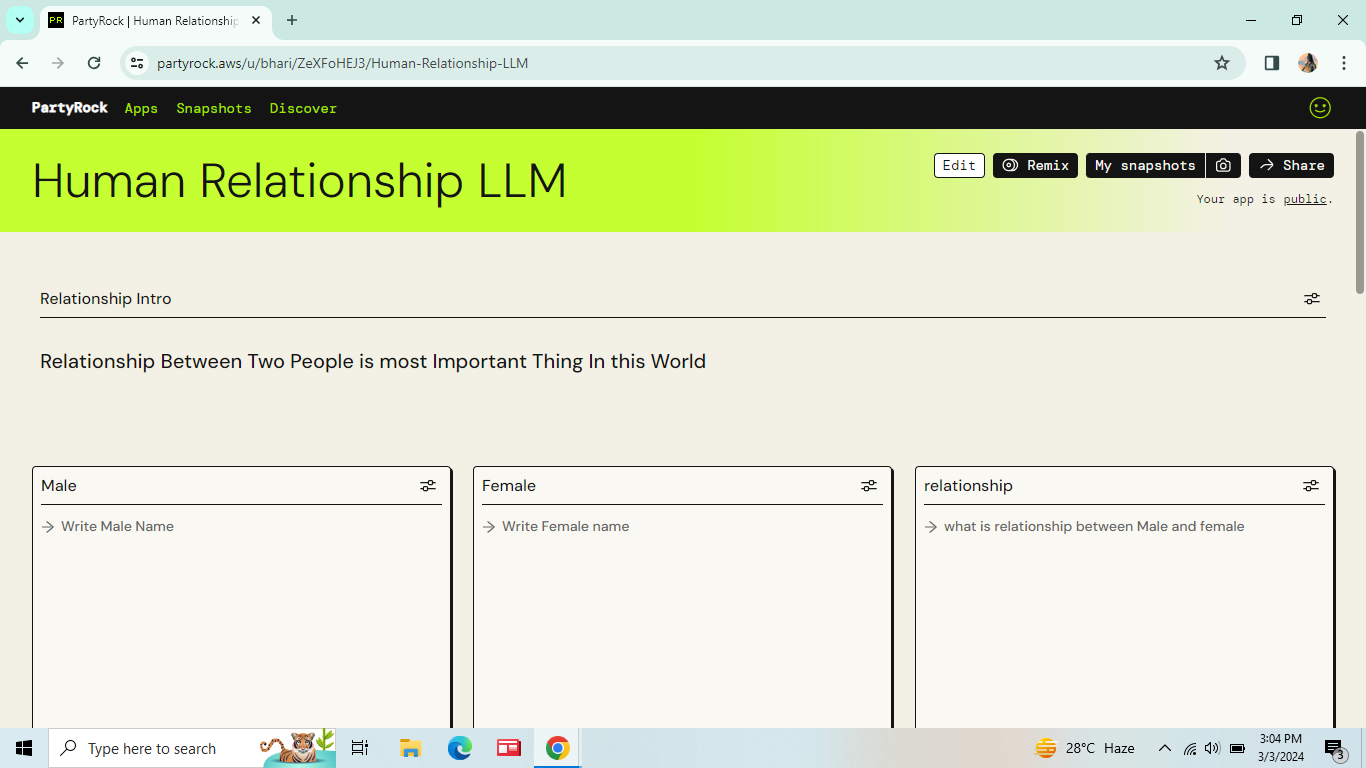 PR PartyRock | Human Relationship
partyrock.aws/u/bhari/ZeXFoHEJ3/Human-Relationship-LLM
PartyRock Apps Snapshots Discover
Human Relationship LLM
Edit Remix My snapshots Share
Your app is public.
Relationship Intro
Relationship Between Two People is most Important Thing In this World
Male Female relationship
Write Male Name Write Female name what is relationship between Male and female
Type here to search
28°C Haze
3:04 PM
3/3/2024
3